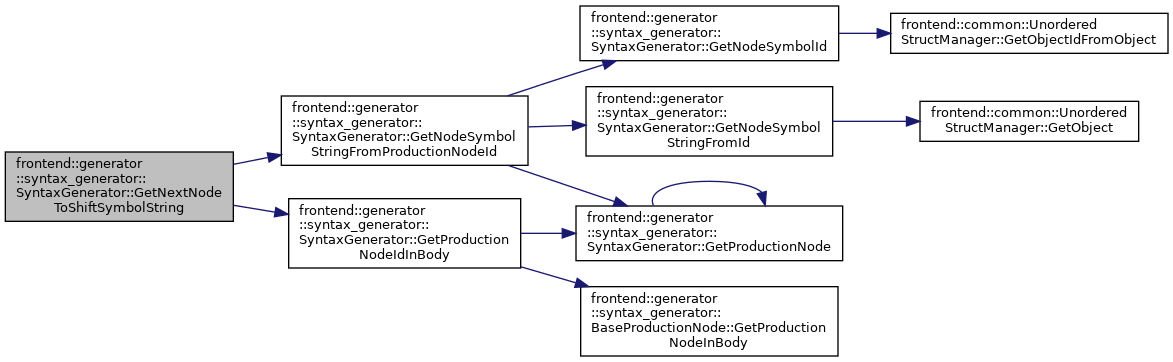 frontend::generator
::syntax_generator::
SyntaxGenerator::GetNextNode
ToShiftSymbolString
frontend::generator
::syntax_generator::
SyntaxGenerator::GetNodeSymbol
StringFromProductionNodeId
frontend::generator
::syntax_generator::
SyntaxGenerator::GetProduction
NodeIdInBody
frontend::generator
::syntax_generator::
SyntaxGenerator::GetNodeSymbolId
frontend::generator
::syntax_generator::
SyntaxGenerator::GetNodeSymbol
StringFromId
frontend::generator
::syntax_generator::
SyntaxGenerator::GetProductionNode
frontend::generator
::syntax_generator::
BaseProductionNode::GetProduction
NodeInBody
frontend::common::Unordered
StructManager::GetObjectIdFromObject
frontend::common::Unordered
StructManager::GetObject